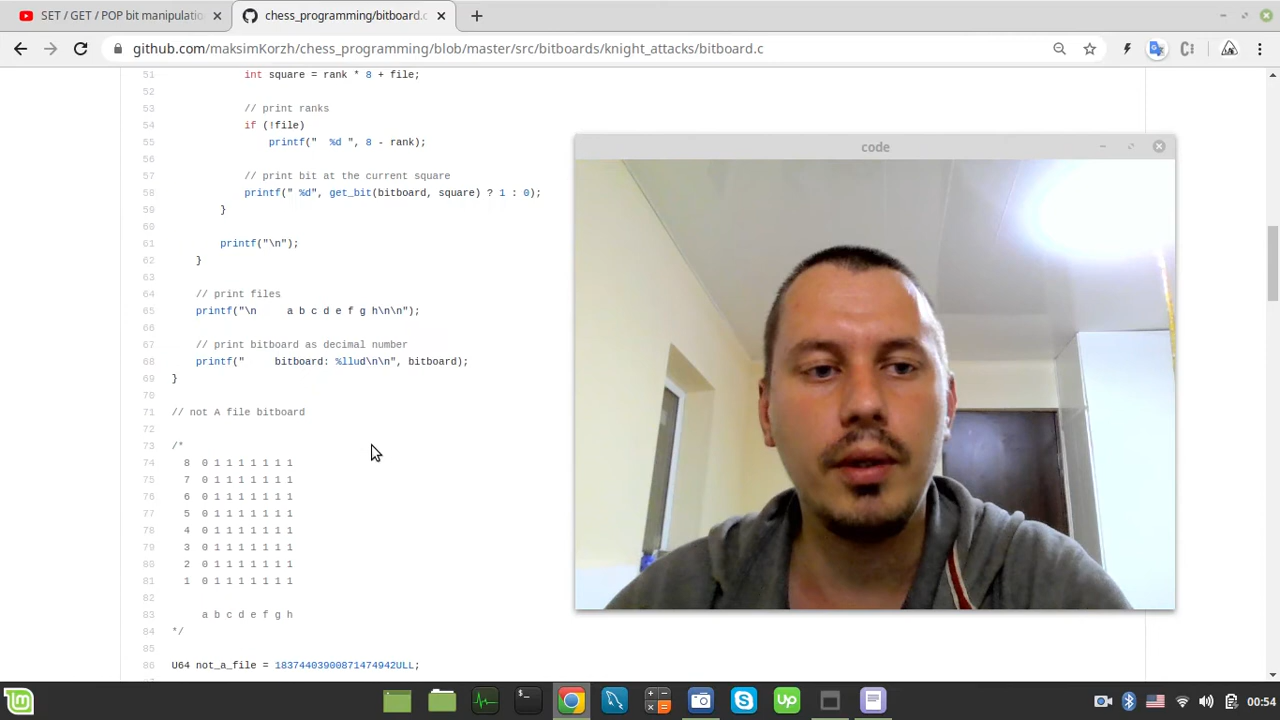 SET / GET / POP bit manipulatio
chess_programming/bitboard.c
github.com/maksimKorzh/chess_programming/blob/master/src/bitboards/knight_attacks/bitboard.c
51 int square = rank * 8 + file;
52
53 // print ranks
54 if (!file)
55 printf("  %d ", 8 - rank);
56
57 // print bit at the current square
58 printf(" %d", get_bit(bitboard, square) ? 1 : 0);
59 }
60
61 printf("\n");
62 }
63
64 // print files
65 printf("\n     a b c d e f g h\n\n");
66
67 // print bitboard as decimal number
68 printf("     bitboard: %llud\n\n", bitboard);
69 }
70
71 // not A file bitboard
72
73 /*
74 8 0 1 1 1 1 1 1 1
75 7 0 1 1 1 1 1 1 1
76 6 0 1 1 1 1 1 1 1
77 5 0 1 1 1 1 1 1 1
78 4 0 1 1 1 1 1 1 1
79 3 0 1 1 1 1 1 1 1
80 2 0 1 1 1 1 1 1 1
81 1 0 1 1 1 1 1 1 1
82
83 a b c d e f g h
84 */
85
86 U64 not_a_file = 18374403900871474942ULL;
code
Up
00:54